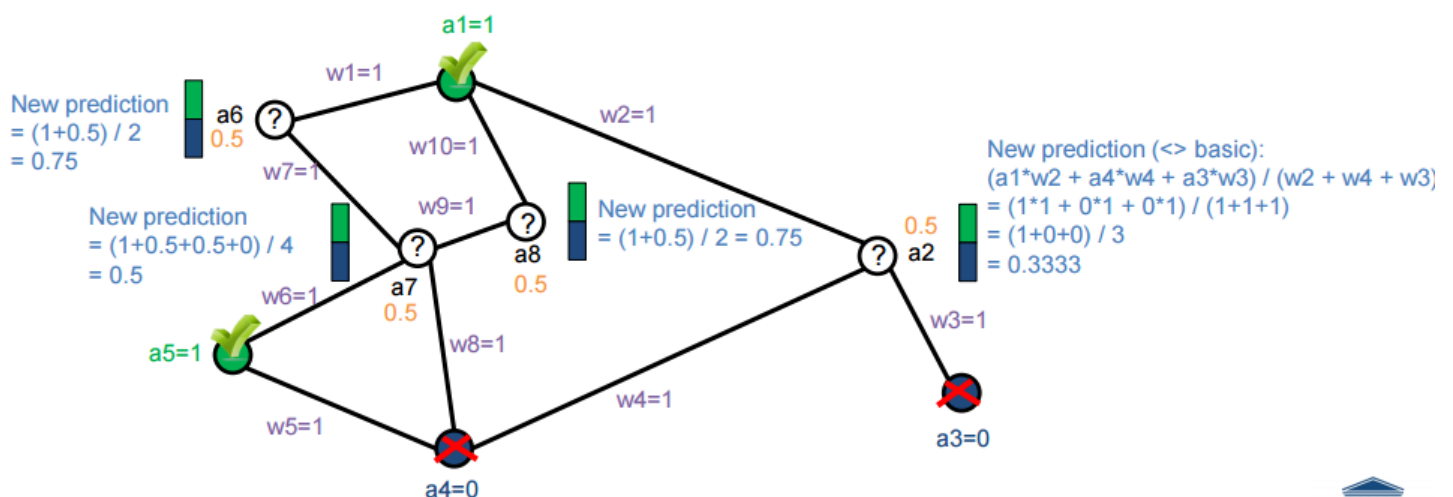 a1=1
w1=1
New prediction
= (1+0.5) / 2
= 0.75
a6
0.5
?
w2=1
w10=1
w7=1
New prediction (<> basic):
(a1*w2 + a4*w4 + a3*w3) / (w2 + w4 + w3)
= (1*1 + 0*1 + 0*1) / (1+1+1)
= (1+0+0) / 3
= 0.3333
w9=1
?
a8
0.5
New prediction
= (1+0.5) / 2 = 0.75
New prediction
= (1+0.5+0.5+0) / 4
= 0.5
?
a7
0.5
0.5
?
a2
w6=1
w3=1
a5=1
w8=1
w4=1
w5=1
a3=0
a4=0